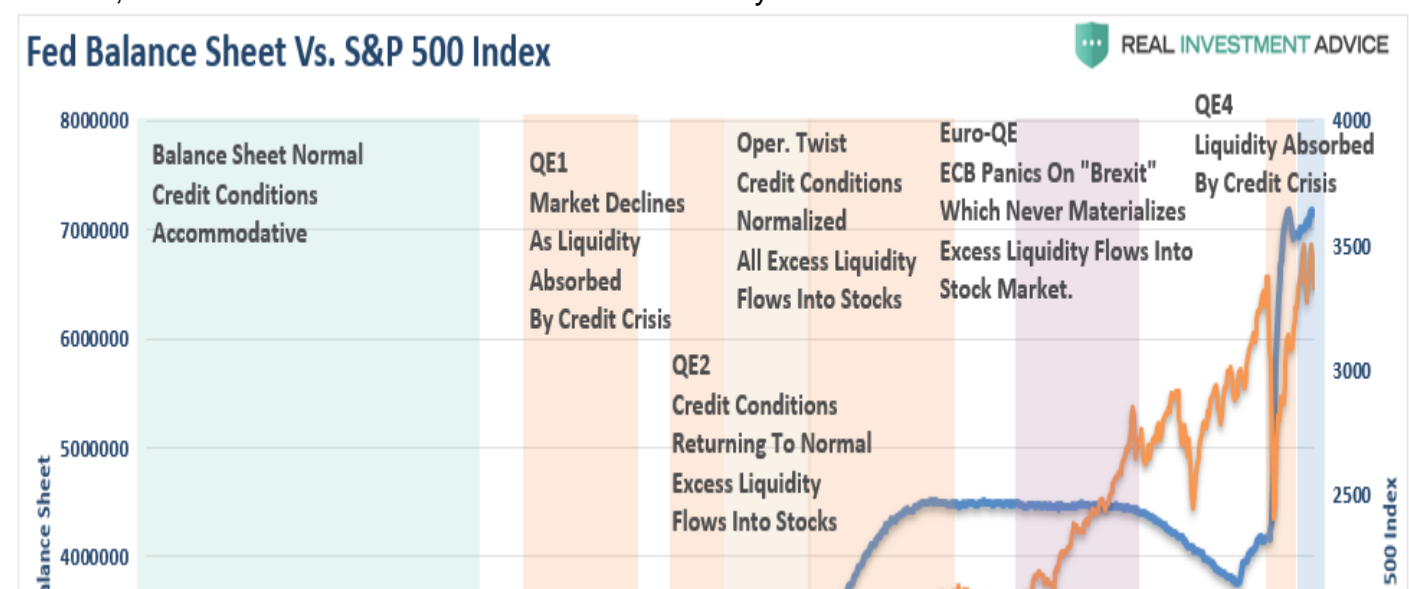 Fed Balance Sheet Vs. S&P 500 Index
REAL INVESTMENT ADVICE
8000000
7000000
6000000
5000000
4000000
alance Sheet
Balance Sheet Normal
Credit Conditions
Accommodative
QE1
Market Declines
As Liquidity
Absorbed
By Credit Crisis
QE2
Credit Conditions
Returning To Normal
Excess Liquidity
Flows Into Stocks
Oper. Twist
Credit Conditions
Normalized
All Excess Liquidity
Flows Into Stocks
Euro-QE
ECB Panics On "Brexit"
Which Never Materializes
Excess Liquidity Flows Into
Stock Market.
QE4
Liquidity Absorbed
By Credit Crisis
4000
3500
3000
2500
500 Index